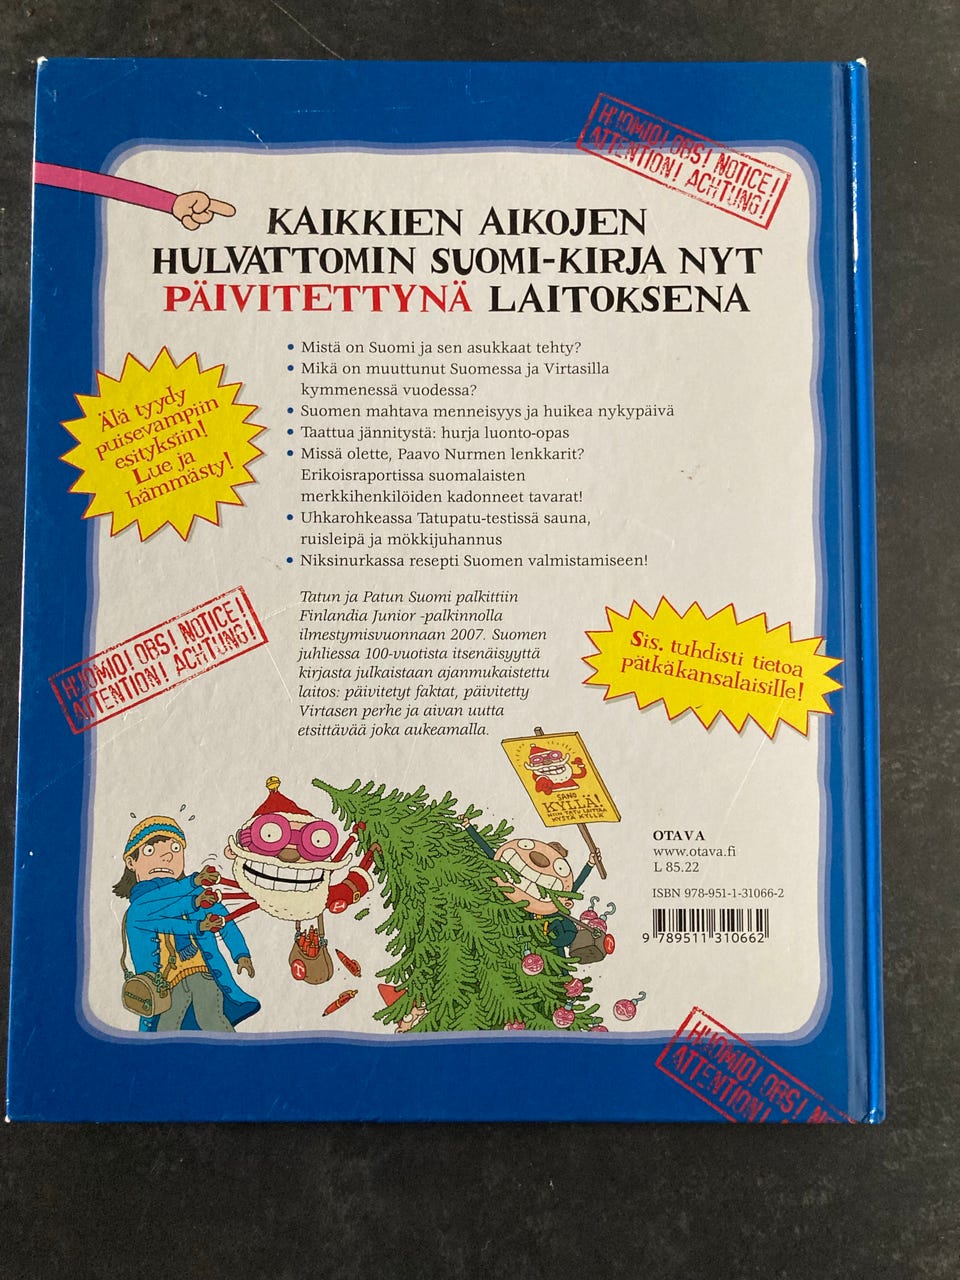 HUOMIO! OBS! NOTICE!
ATTENTION! ACHTUNG!
KAIKKIEN AIKOJEN
HULVATTOMIN SUOMI-KIRJA NYT
PÄIVITETTYNÄ LAITOKSENA
Älä tyydy
puisevampiin
esityksiin!
Lue ja
hämmästy!
• Mistä on Suomi ja sen asukkaat tehty?
• Mikä on muuttunut Suomessa ja Virtasilla
kymmenessä vuodessa?
• Suomen mahtava menneisyys ja huikea nykypäivä
• Taattua jännitystä: hurja luonto-opas
• Missä olette, Paavo Nurmen lenkkarit?
Erikoisraportissa suomalaisten
merkkihenkilöiden kadonneet tavarat!
• Uhkarohkeassa Tatupatu-testissä sauna,
ruisleipä ja mökkijuhannus
• Niksinurkassa resepti Suomen valmistamiseen!
HUOMIO! OBS! NOTICE!
ATTENTION! ACHTUNG!
Tatun ja Patun Suomi palkittiin
Finlandia Junior -palkinnolla
ilmestymisvuonnaan 2007. Suomen
juhliessa 100-vuotista itsenäisyyttä
kirjasta julkaistaan ajanmukaistettu
laitos: päivitetyt faktat, päivitetty
Virtasen perhe ja aivan uutta
etsittävää joka aukeamalla.
Sis. tuhdisti tietoa
pätkäkansalaisille!
SANO
KYLLÄ!
NIIN TATU LAITTAA
KYSTÄ KYLLÄ
T
T
OTAVA
www.otava.fi
L 85.22
ISBN 978-951-1-31066-2
9 789511 310662
HUOMIO! OBS! NO
ATTENTION!